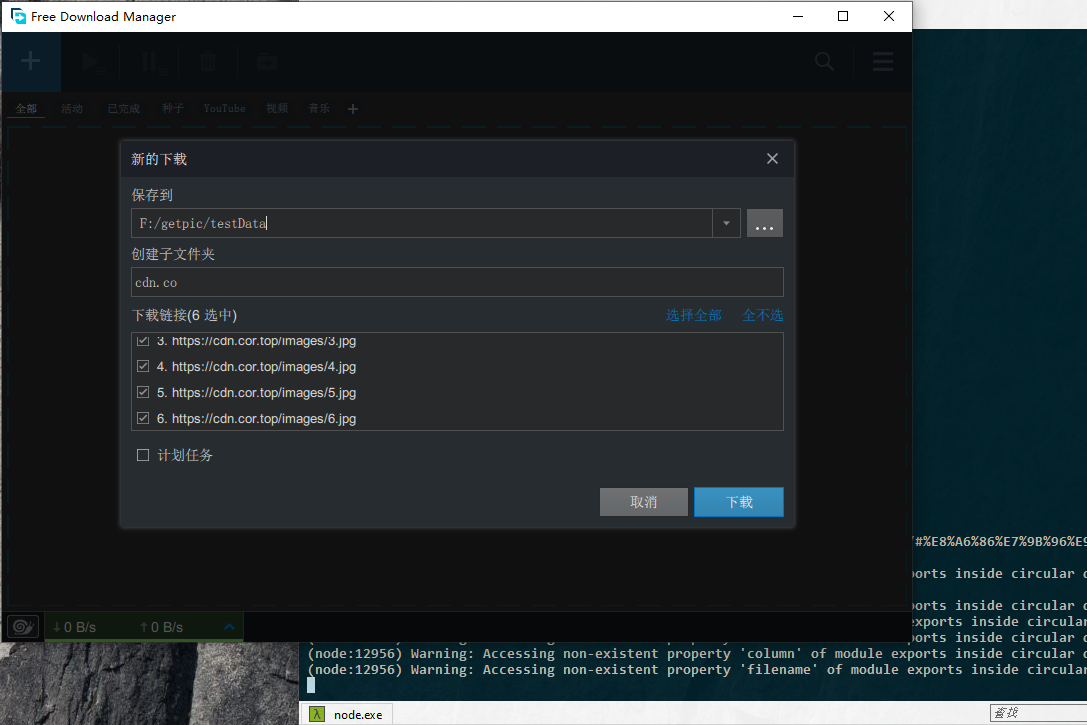 Free Download Manager
全部 活动 已完成 种子 YouTube 视频 音乐 +
新的下载
保存到
F:/getpic/testData
...
创建子文件夹
cdn.co
下载链接(6 选中) 选择全部 全不选
3. https://cdn.cor.top/images/3.jpg
4. https://cdn.cor.top/images/4.jpg
5. https://cdn.cor.top/images/5.jpg
6. https://cdn.cor.top/images/6.jpg
计划任务
取消 下载
/#%E8%A6%86%E7%9B%96%E9
orts inside circular d
orts inside circular d
ports inside circular
ports inside circular d
↓0 B/s ↑0 B/s
(node:12956) Warning: Accessing non-existent property 'column' of module exports inside circular d
(node:12956) Warning: Accessing non-existent property 'filename' of module exports inside circular
λ node.exe 查找